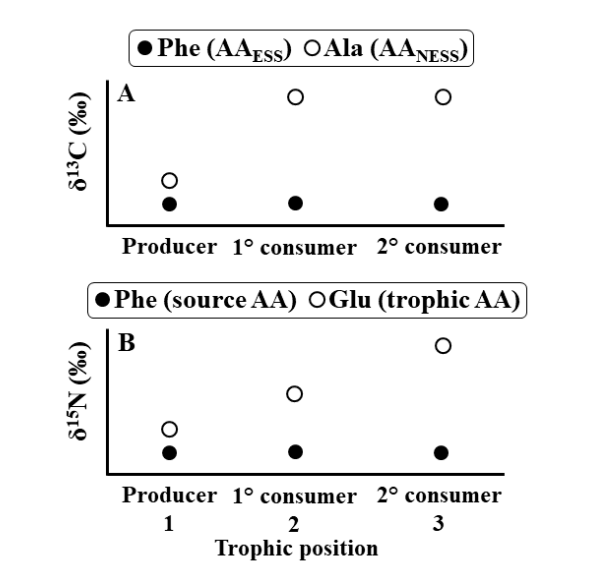 ● Phe (AA_ESS) ○ Ala (AA_NESS)
A
δ¹³C (‰)
Producer 1° consumer 2° consumer
● Phe (source AA) ○ Glu (trophic AA)
B
δ¹⁵N (‰)
Producer 1° consumer 2° consumer
1 2 3
Trophic position